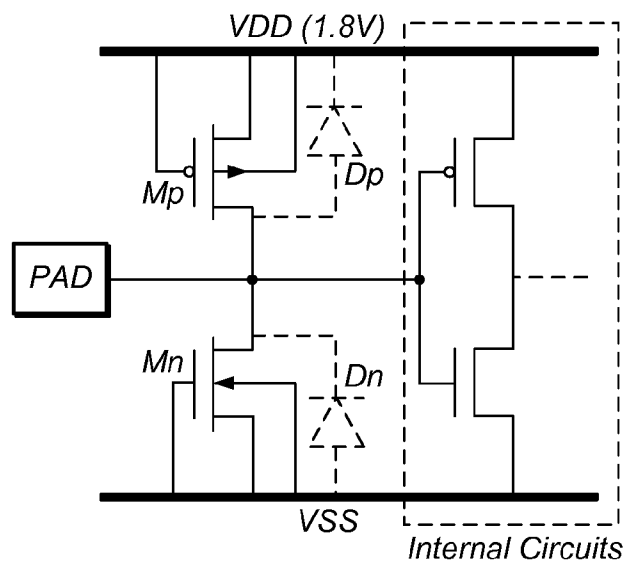 VDD (1.8V)
Mp
Dp
PAD
Mn
Dn
VSS
Internal Circuits